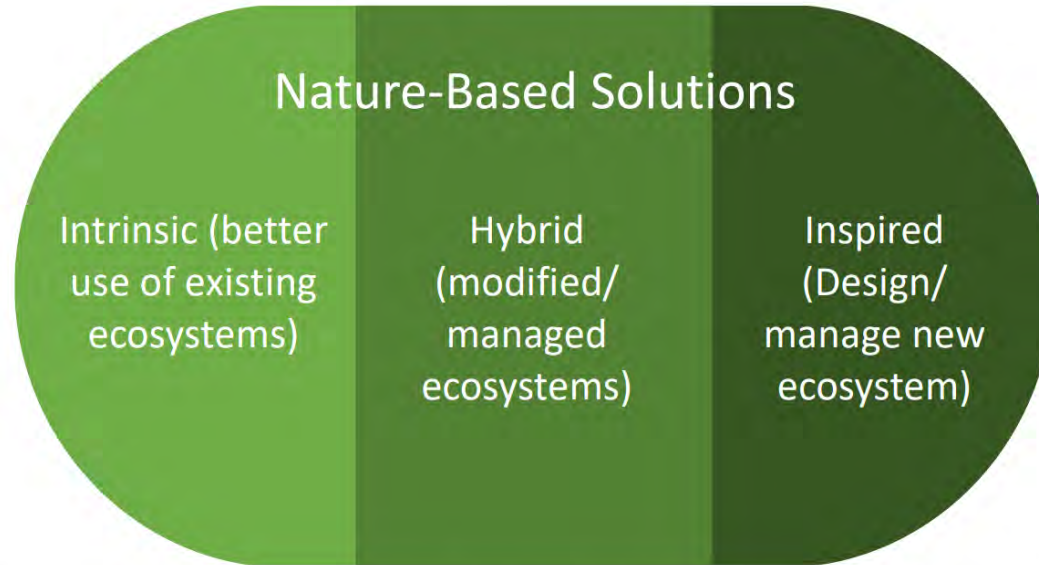 Nature-Based Solutions
Intrinsic (better
use of existing
ecosystems)
Hybrid
(modified/
managed
ecosystems)
Inspired
(Design/
manage new
ecosystem)